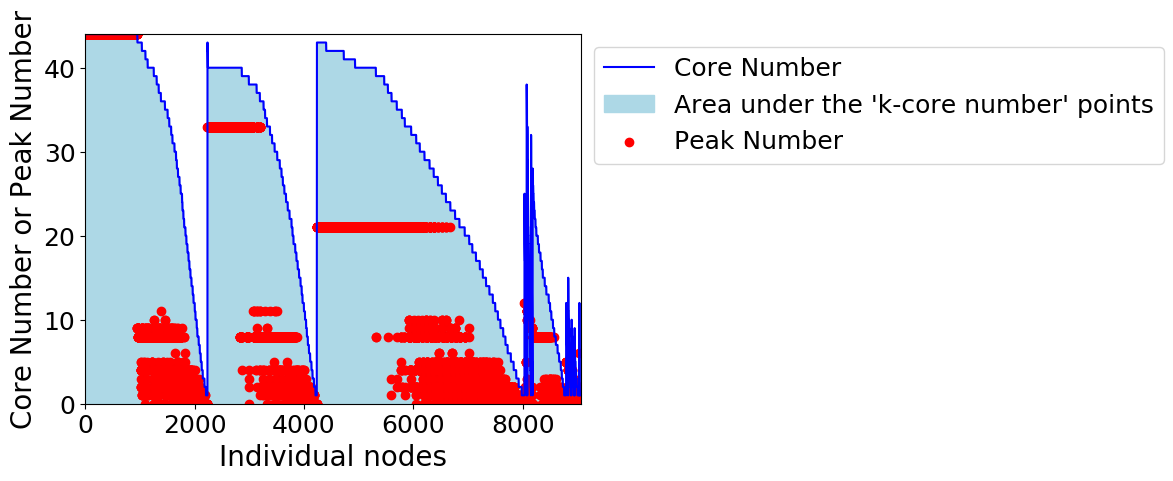 Core Number or Peak Number
40
30
20
10
0
0 2000 4000 6000 8000
Individual nodes
Core Number
Area under the 'k-core number' points
Peak Number